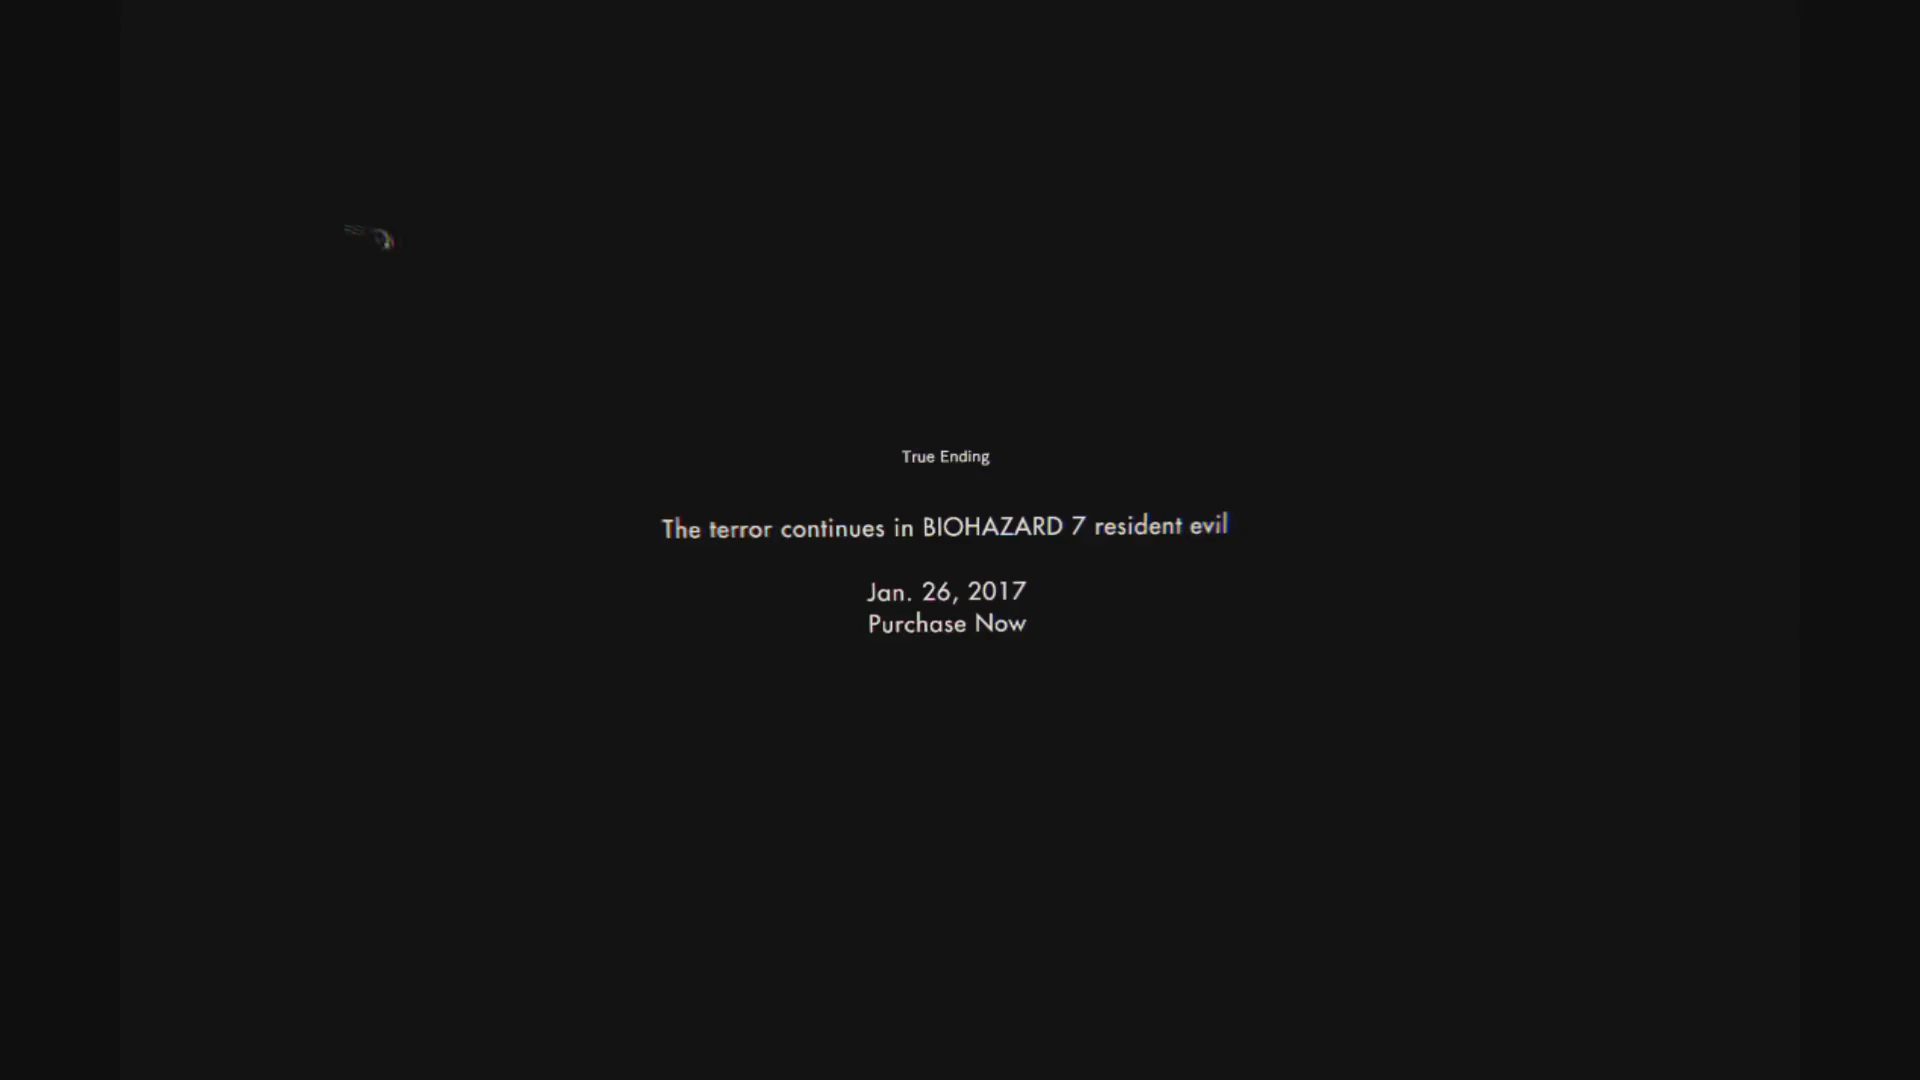 True Ending
The terror continues in BIOHAZARD 7 resident evil
Jan. 26, 2017
Purchase Now